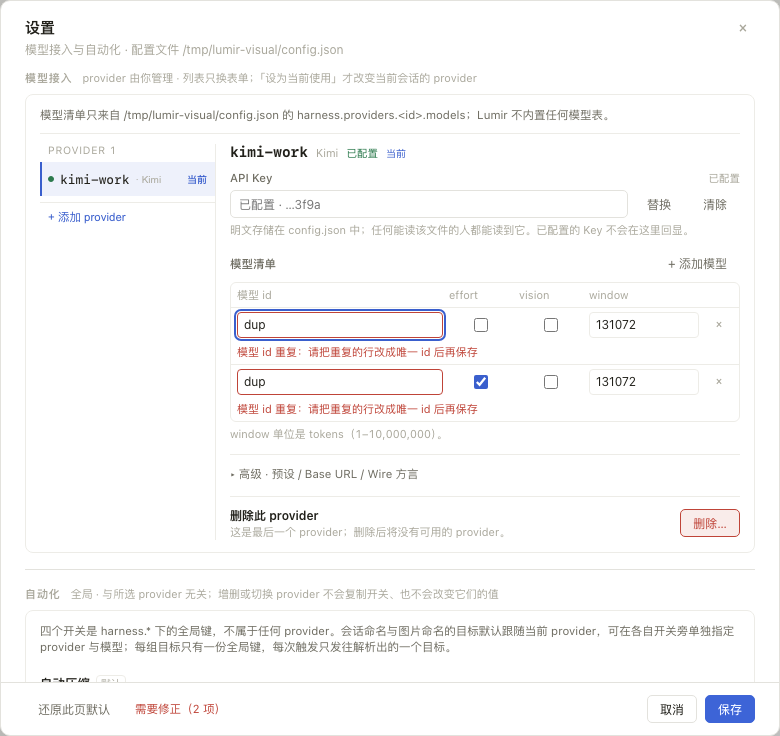 设置
×
模型接入与自动化 · 配置文件 /tmp/lumir-visual/config.json
模型接入 provider 由你管理 · 列表只换表单；「设为当前使用」才改变当前会话的 provider
模型清单只来自 /tmp/lumir-visual/config.json 的 harness.providers.<id>.models；Lumir 不内置任何模型表。
PROVIDER 1
kimi-work · Kimi 当前
+ 添加 provider
kimi-work Kimi 已配置 当前
API Key 已配置
已配置 · …3f9a 替换 清除
明文存储在 config.json 中；任何能读该文件的人都能读到它。已配置的 Key 不会在这里回显。
模型清单 + 添加模型
模型 id effort vision window
dup 131072 ×
模型 id 重复：请把重复的行改成唯一 id 后再保存
dup 131072 ×
模型 id 重复：请把重复的行改成唯一 id 后再保存
window 单位是 tokens（1–10,000,000）。
▸ 高级 · 预设 / Base URL / Wire 方言
删除此 provider
这是最后一个 provider；删除后将没有可用的 provider。
删除…
自动化 全局 · 与所选 provider 无关；增删或切换 provider 不会复制开关、也不会改变它们的值
四个开关是 harness.* 下的全局键，不属于任何 provider。会话命名与图片命名的目标默认跟随当前 provider，可在各自开关旁单独指定
provider 与模型；每组目标只有一份全局键，每次触发只发往解析出的一个目标。
自动压缩 默认
还原此页默认 需要修正（2 项） 取消 保存